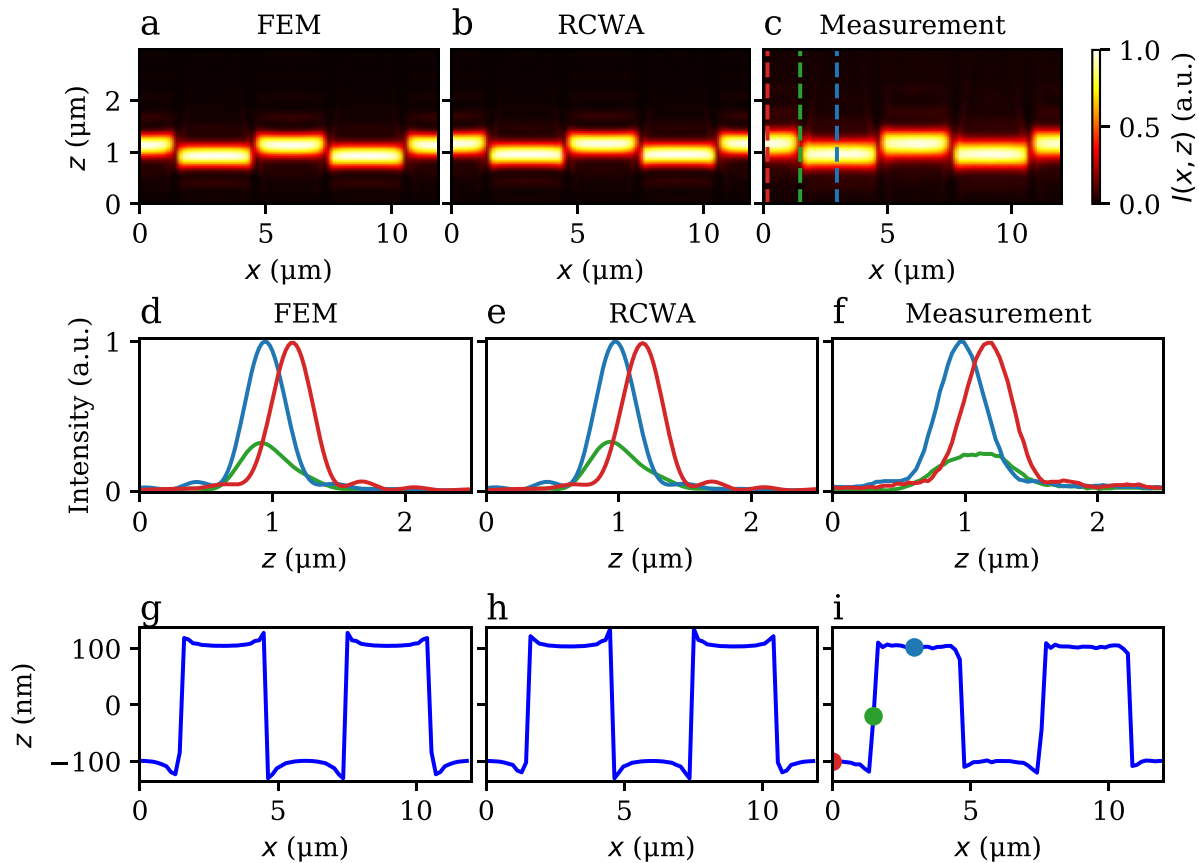 a FEM b RCWA c Measurement
1.0
0.5
0.0
I(x, z) (a.u.)
z (μm)
2
1
0
0 5 10 0 5 10 0 5 10
x (μm) x (μm) x (μm)
d FEM e RCWA f Measurement
Intensity (a.u.)
1
0
0 1 2 0 1 2 0 1 2
z (μm) z (μm) z (μm)
g h i
z (nm)
100
0
−100
0 5 10 0 5 10 0 5 10
x (μm) x (μm) x (μm)